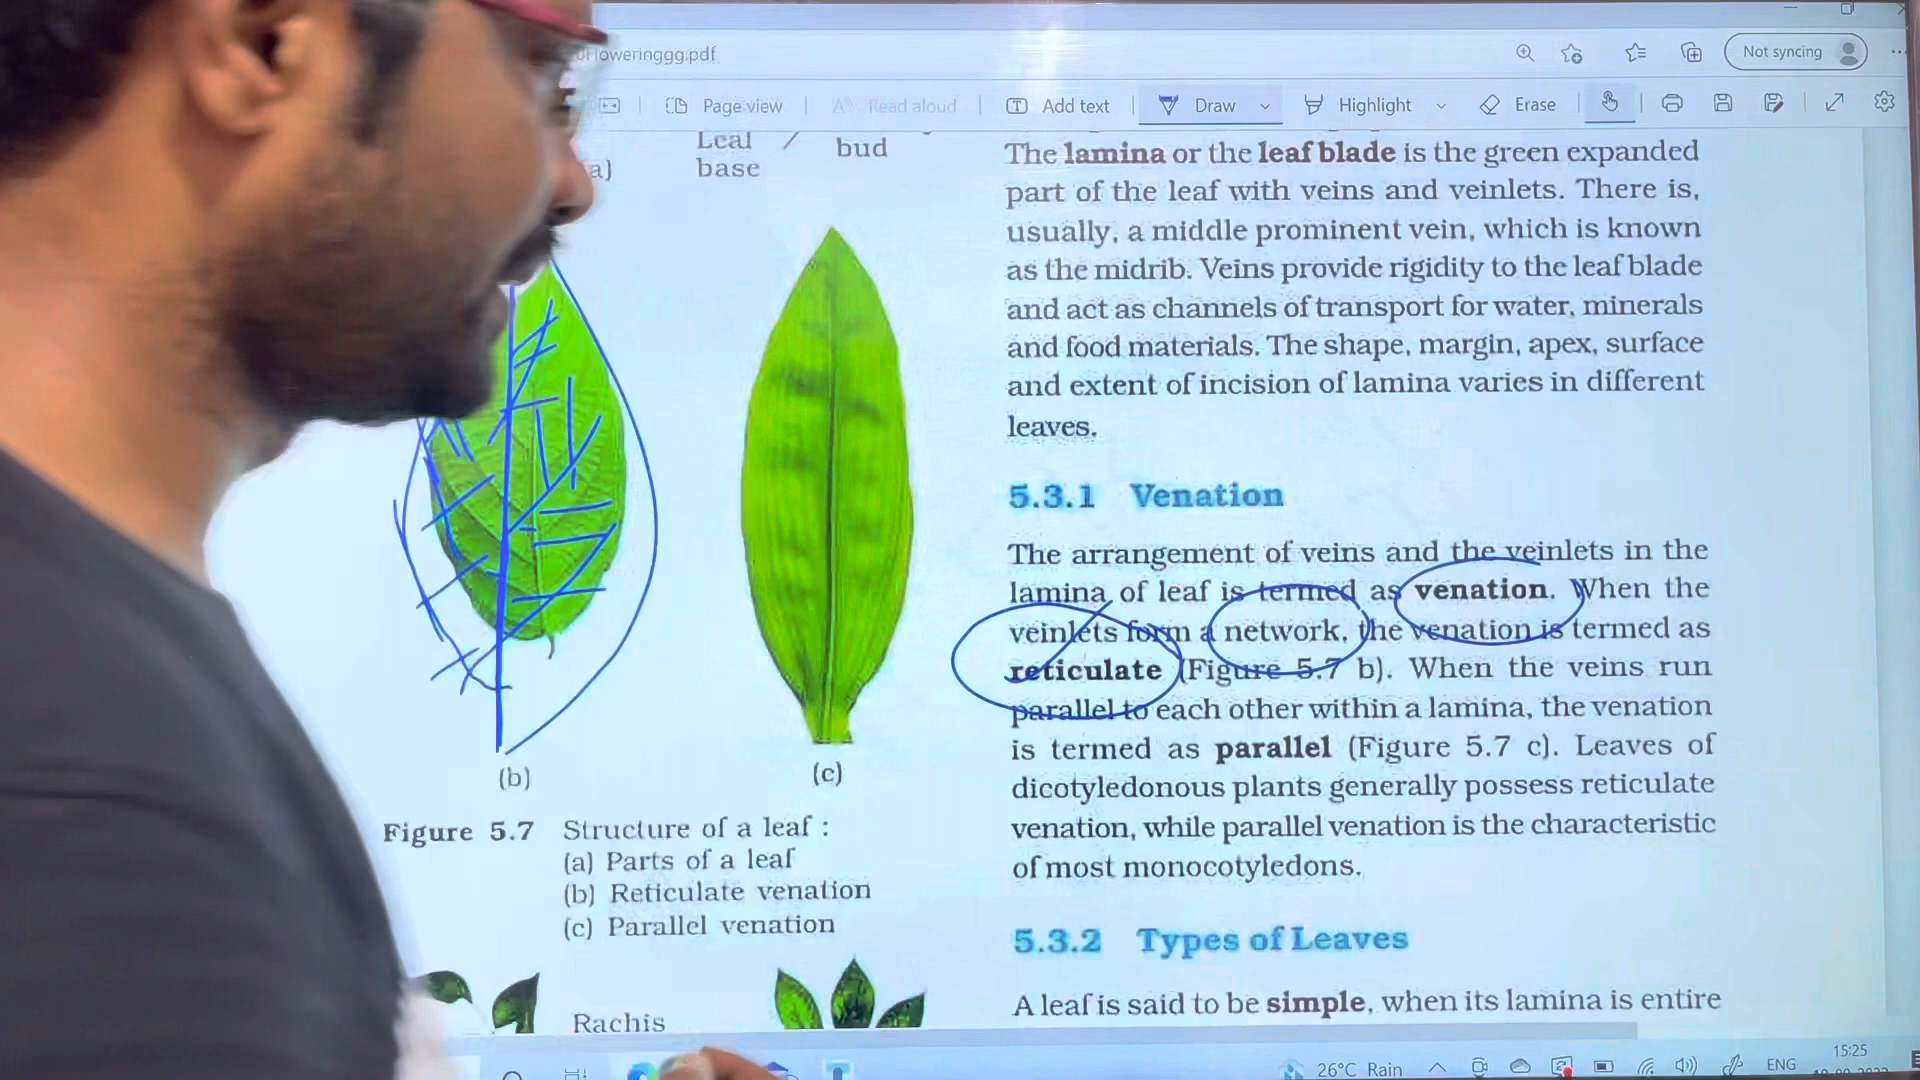 loweringgg.pdf
Not syncing
Page view
Read aloud
Add text
Draw
Highlight
Erase
a)
Leaf
base
bud
(b)
(c)
Figure 5.7 Structure of a leaf :
(a) Parts of a leaf
(b) Reticulate venation
(c) Parallel venation
Rachis
The lamina or the leaf blade is the green expanded
part of the leaf with veins and veinlets. There is,
usually, a middle prominent vein, which is known
as the midrib. Veins provide rigidity to the leaf blade
and act as channels of transport for water, minerals
and food materials. The shape, margin, apex, surface
and extent of incision of lamina varies in different
leaves.
5.3.1 Venation
The arrangement of veins and the veinlets in the
lamina of leaf is termed as venation. When the
veinlets form a network, the venation is termed as
reticulate (Figure 5.7 b). When the veins run
parallel to each other within a lamina, the venation
is termed as parallel (Figure 5.7 c). Leaves of
dicotyledonous plants generally possess reticulate
venation, while parallel venation is the characteristic
of most monocotyledons.
5.3.2 Types of Leaves
A leaf is said to be simple, when its lamina is entire
26°C Rain
ENG
15:25